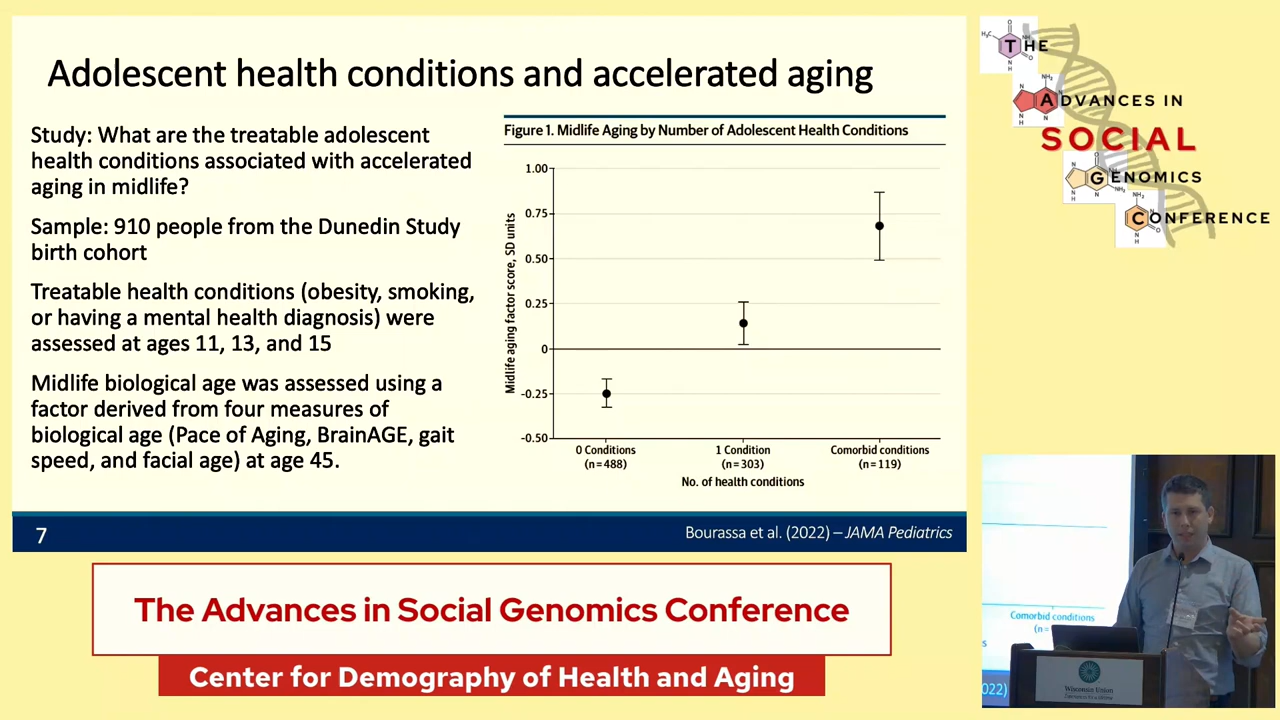 Adolescent health conditions and accelerated aging
Study: What are the treatable adolescent
health conditions associated with accelerated
aging in midlife?
Sample: 910 people from the Dunedin Study
birth cohort
Treatable health conditions (obesity, smoking,
or having a mental health diagnosis) were
assessed at ages 11, 13, and 15
Midlife biological age was assessed using a
factor derived from four measures of
biological age (Pace of Aging, BrainAGE, gait
speed, and facial age) at age 45.
Figure 1. Midlife Aging by Number of Adolescent Health Conditions
Midlife aging factor score, SD units
1.00
0.75
0.50
0.25
0
-0.25
-0.50
0 Conditions
(n=488)
1 Condition
(n=303)
Comorbid conditions
(n=119)
No. of health conditions
7
Bourassa et al. (2022) – JAMA Pediatrics
THE
ADVANCES IN
SOCIAL
GENOMICS
CONFERENCE
Comorbid conditions
(n=
s
022)
Wisconsin Union
The Advances in Social Genomics Conference
Center for Demography of Health and Aging